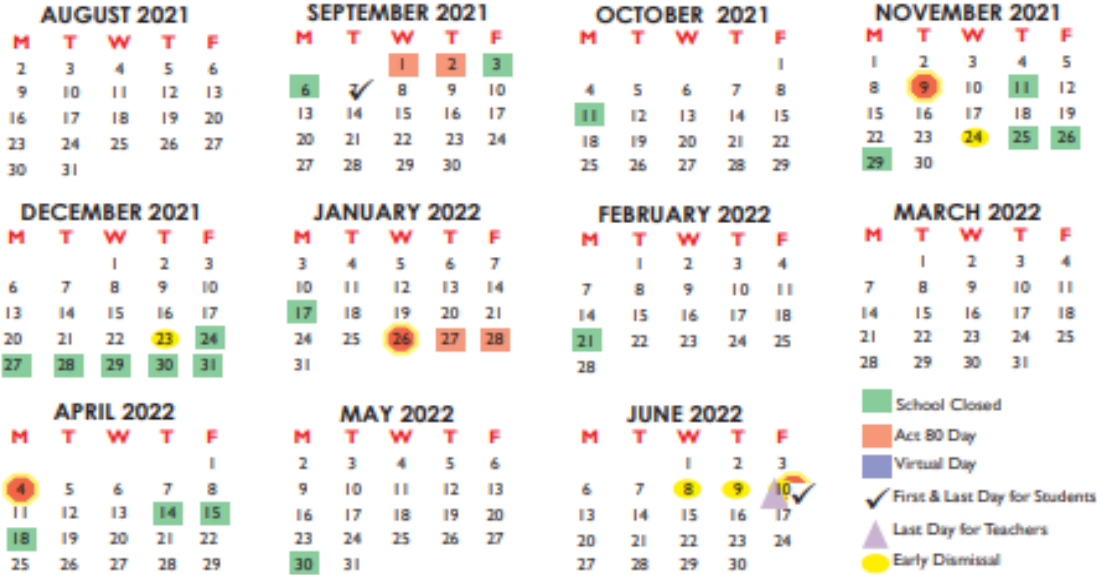 AUGUST 2021
M T W T F
2 3 4 5 6
9 10 11 12 13
16 17 18 19 20
23 24 25 26 27
30 31
SEPTEMBER 2021
M T W T F
1 2 3
6 7 8 9 10
13 14 15 16 17
20 21 22 23 24
27 28 29 30
OCTOBER 2021
M T W T F
1
4 5 6 7 8
11 12 13 14 15
18 19 20 21 22
25 26 27 28 29
NOVEMBER 2021
M T W T F
1 2 3 4 5
8 9 10 11 12
15 16 17 18 19
22 23 24 25 26
29 30
DECEMBER 2021
M T W T F
1 2 3
6 7 8 9 10
13 14 15 16 17
20 21 22 23 24
27 28 29 30 31
JANUARY 2022
M T W T F
3 4 5 6 7
10 11 12 13 14
17 18 19 20 21
24 25 26 27 28
31
FEBRUARY 2022
M T W T F
1 2 3 4
7 8 9 10 11
14 15 16 17 18
21 22 23 24 25
28
MARCH 2022
M T W T F
1 2 3 4
7 8 9 10 11
14 15 16 17 18
21 22 23 24 25
28 29 30 31
APRIL 2022
M T W T F
1
4 5 6 7 8
11 12 13 14 15
18 19 20 21 22
25 26 27 28 29
MAY 2022
M T W T F
2 3 4 5 6
9 10 11 12 13
16 17 18 19 20
23 24 25 26 27
30 31
JUNE 2022
M T W T F
1 2 3
6 7 8 9 10
13 14 15 16 17
20 21 22 23 24
27 28 29 30
School Closed
Act 80 Day
Virtual Day
First & Last Day for Students
Last Day for Teachers
Early Dismissal